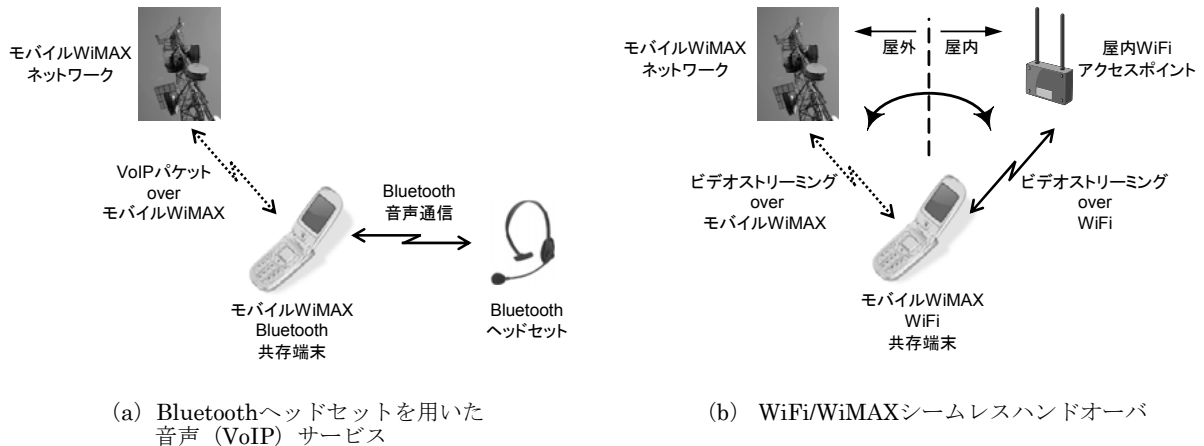 モバイルWiMAX
ネットワーク
VoIPパケット
over
モバイルWiMAX
Bluetooth
音声通信
モバイルWiMAX
Bluetooth
共存端末
Bluetooth
ヘッドセット
(a) Bluetoothヘッドセットを用いた
音声（VoIP）サービス
モバイルWiMAX
ネットワーク
屋外
屋内
屋内WiFi
アクセスポイント
ビデオストリーミング
over
モバイルWiMAX
ビデオストリーミング
over
WiFi
モバイルWiMAX
WiFi
共存端末
(b) WiFi/WiMAXシームレスハンドオーバ